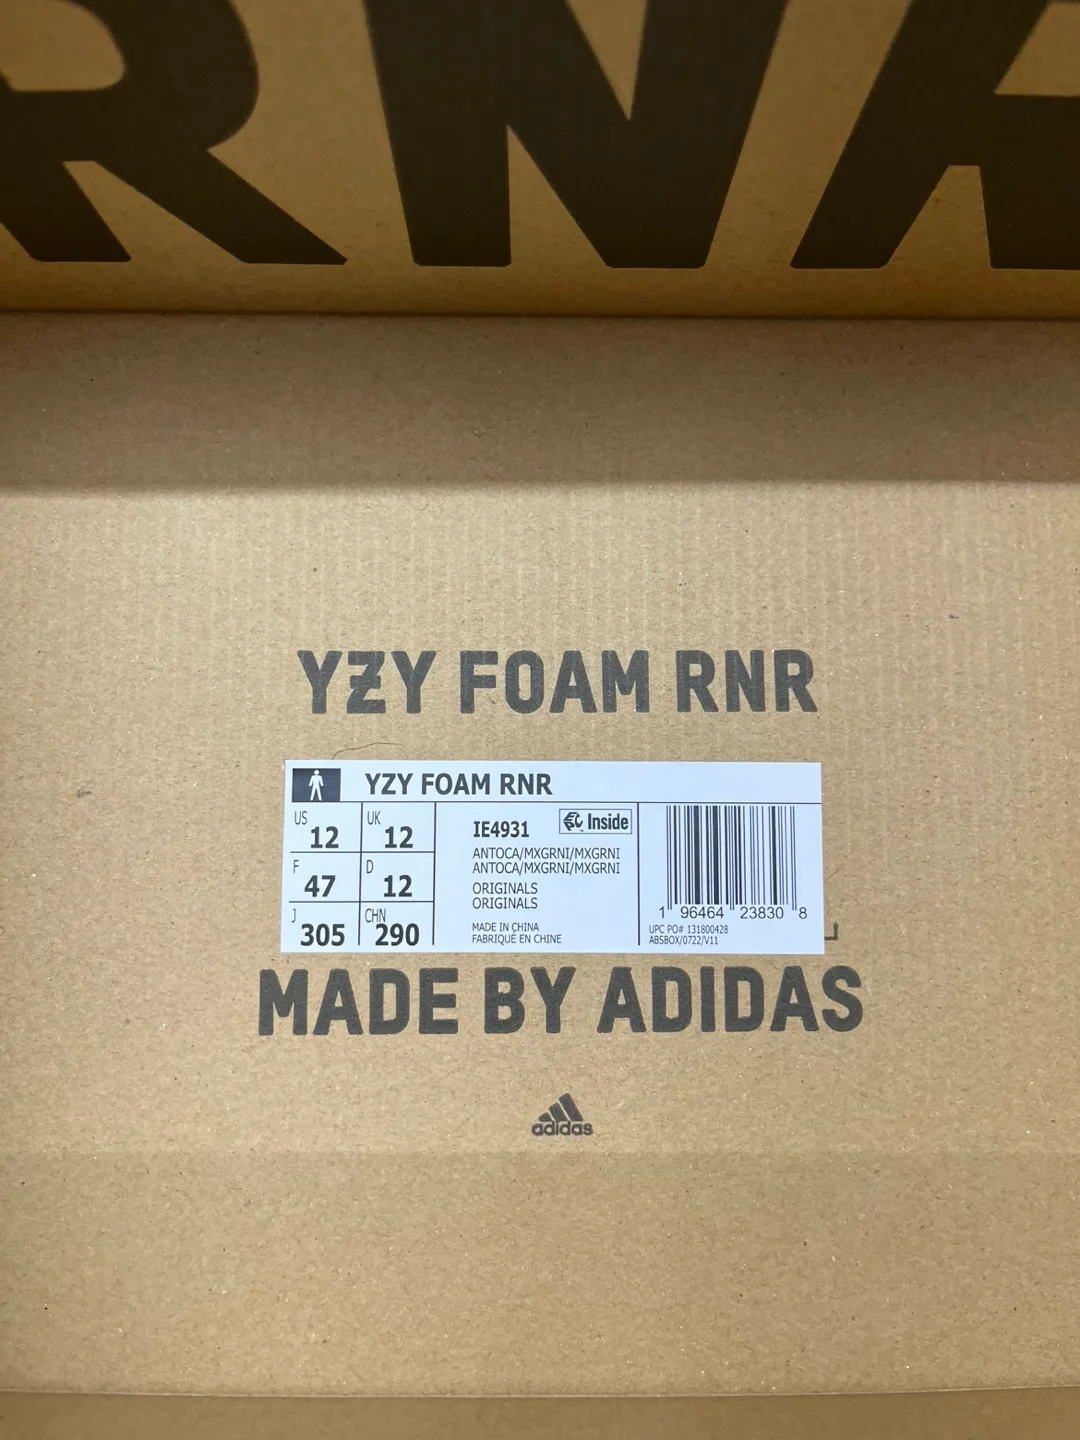 RNR
YZY FOAM RNR
YZY FOAM RNR
US 12 UK 12
F 47 D 12
J 305 CHN 290
IE4931 Inside
ANTOCA/MXGRNI/MXGRNI
ANTOCA/MXGRNI/MXGRNI
ORIGINALS
ORIGINALS
MADE IN CHINA
FABRIQUÉ EN CHINE
1 96464 23830 8
UPC PO# 131800428
ABSBOX/0722/V11
MADE BY ADIDAS
adidas